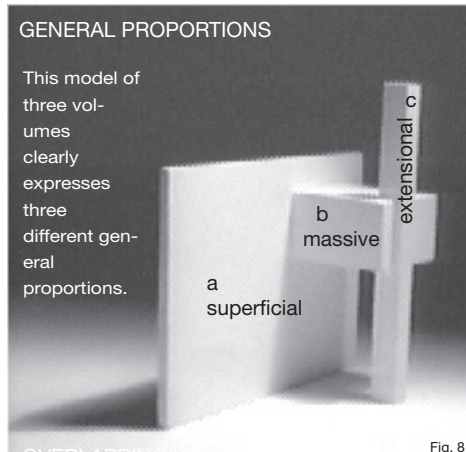 GENERAL PROPORTIONS
This model of
three vol-
umes
clearly
expresses
three
different gen-
eral
proportions.
a
superficial
b
massive
c
extensional
OVERLAPPING
Fig. 8